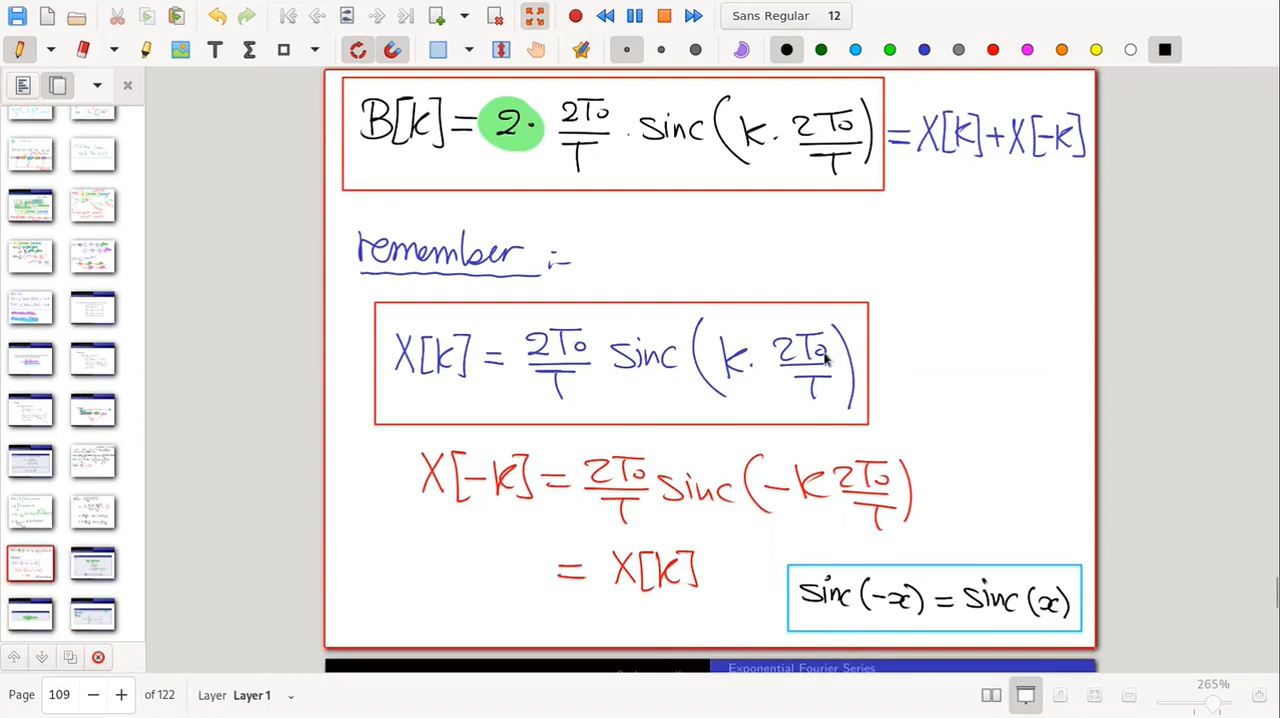 Sans Regular 12
B[k] = 2 · 2T₀/T · sinc(k · 2T₀/T) = X[k] + X[-k]
remember :-
X[k] = 2T₀/T sinc(k · 2T₀/T)
X[-k] = 2T₀/T sinc(-k 2T₀/T)
= X[k]
sinc(-x) = sinc(x)
Exponential Fourier Series
Page 109 of 122 Layer Layer 1 265%